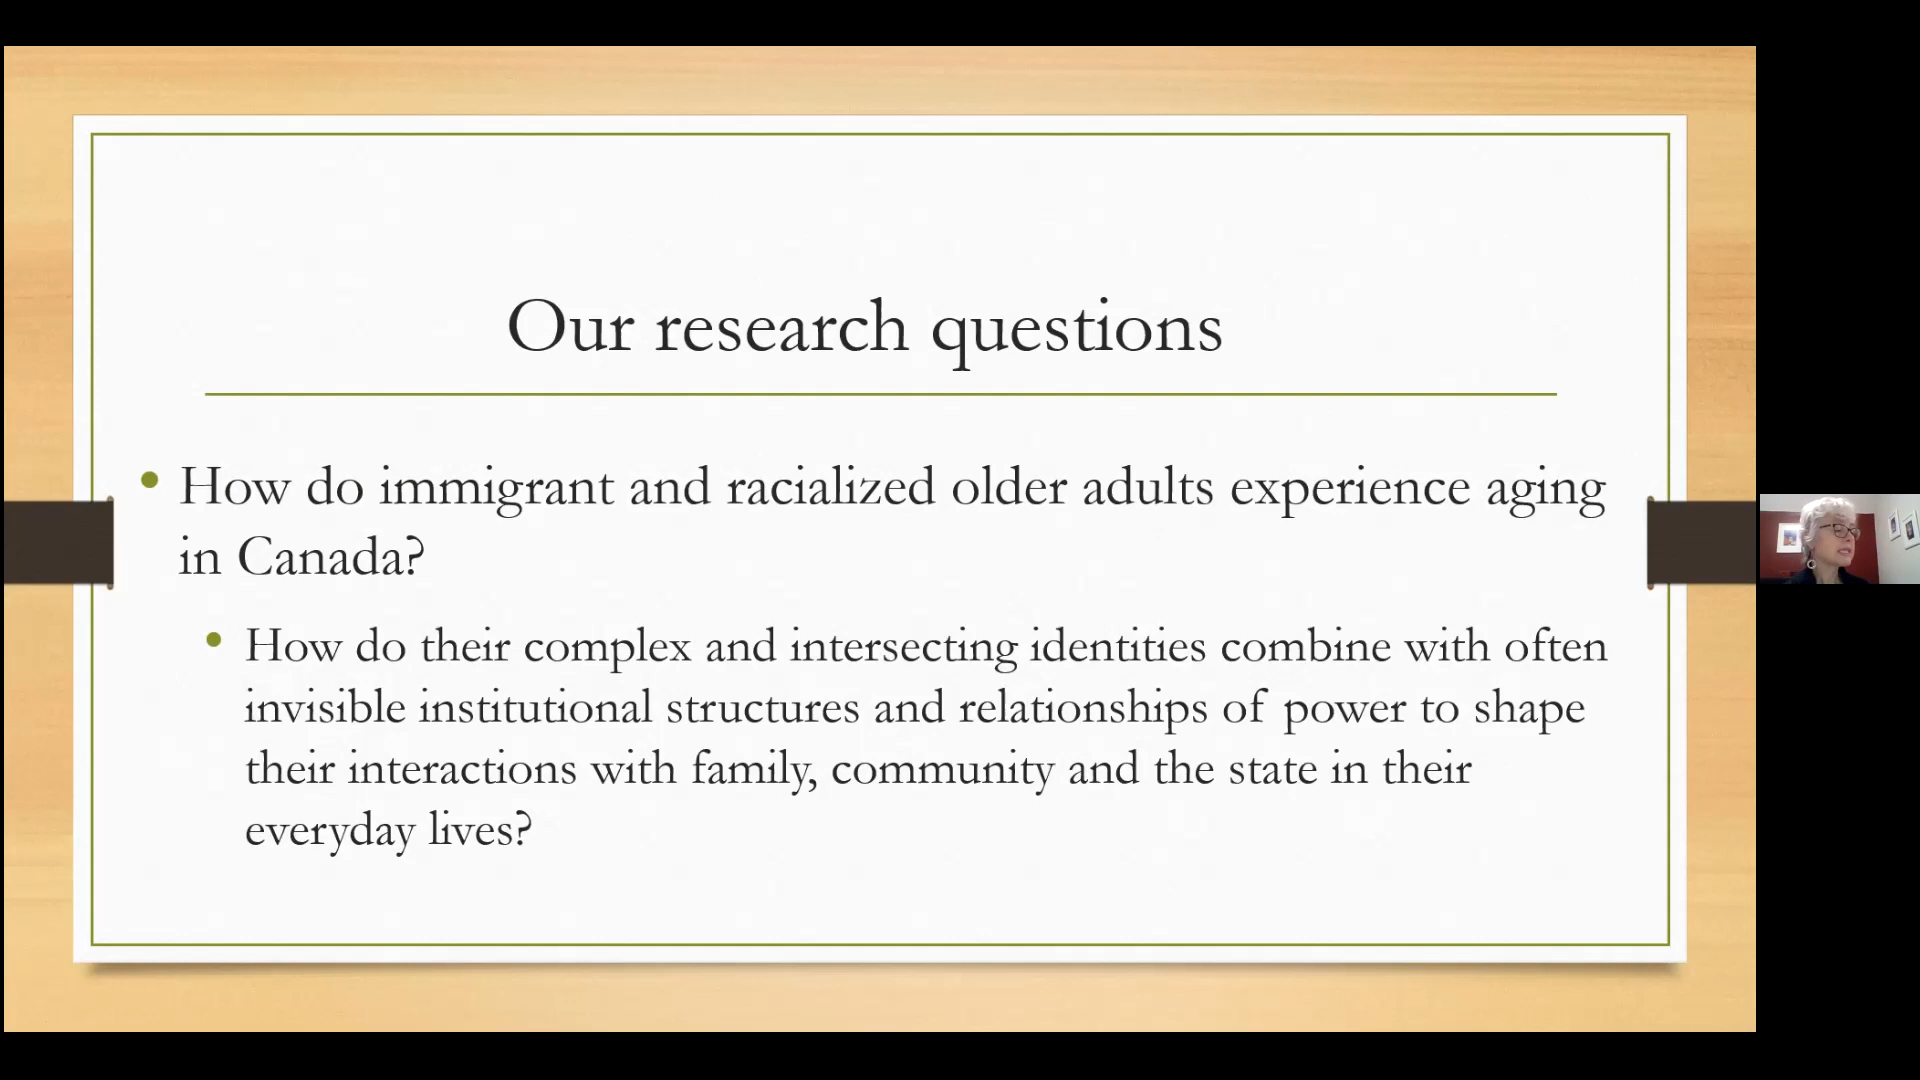 Our research questions
• How do immigrant and racialized older adults experience aging
in Canada?
• How do their complex and intersecting identities combine with often
invisible institutional structures and relationships of power to shape
their interactions with family, community and the state in their
everyday lives?